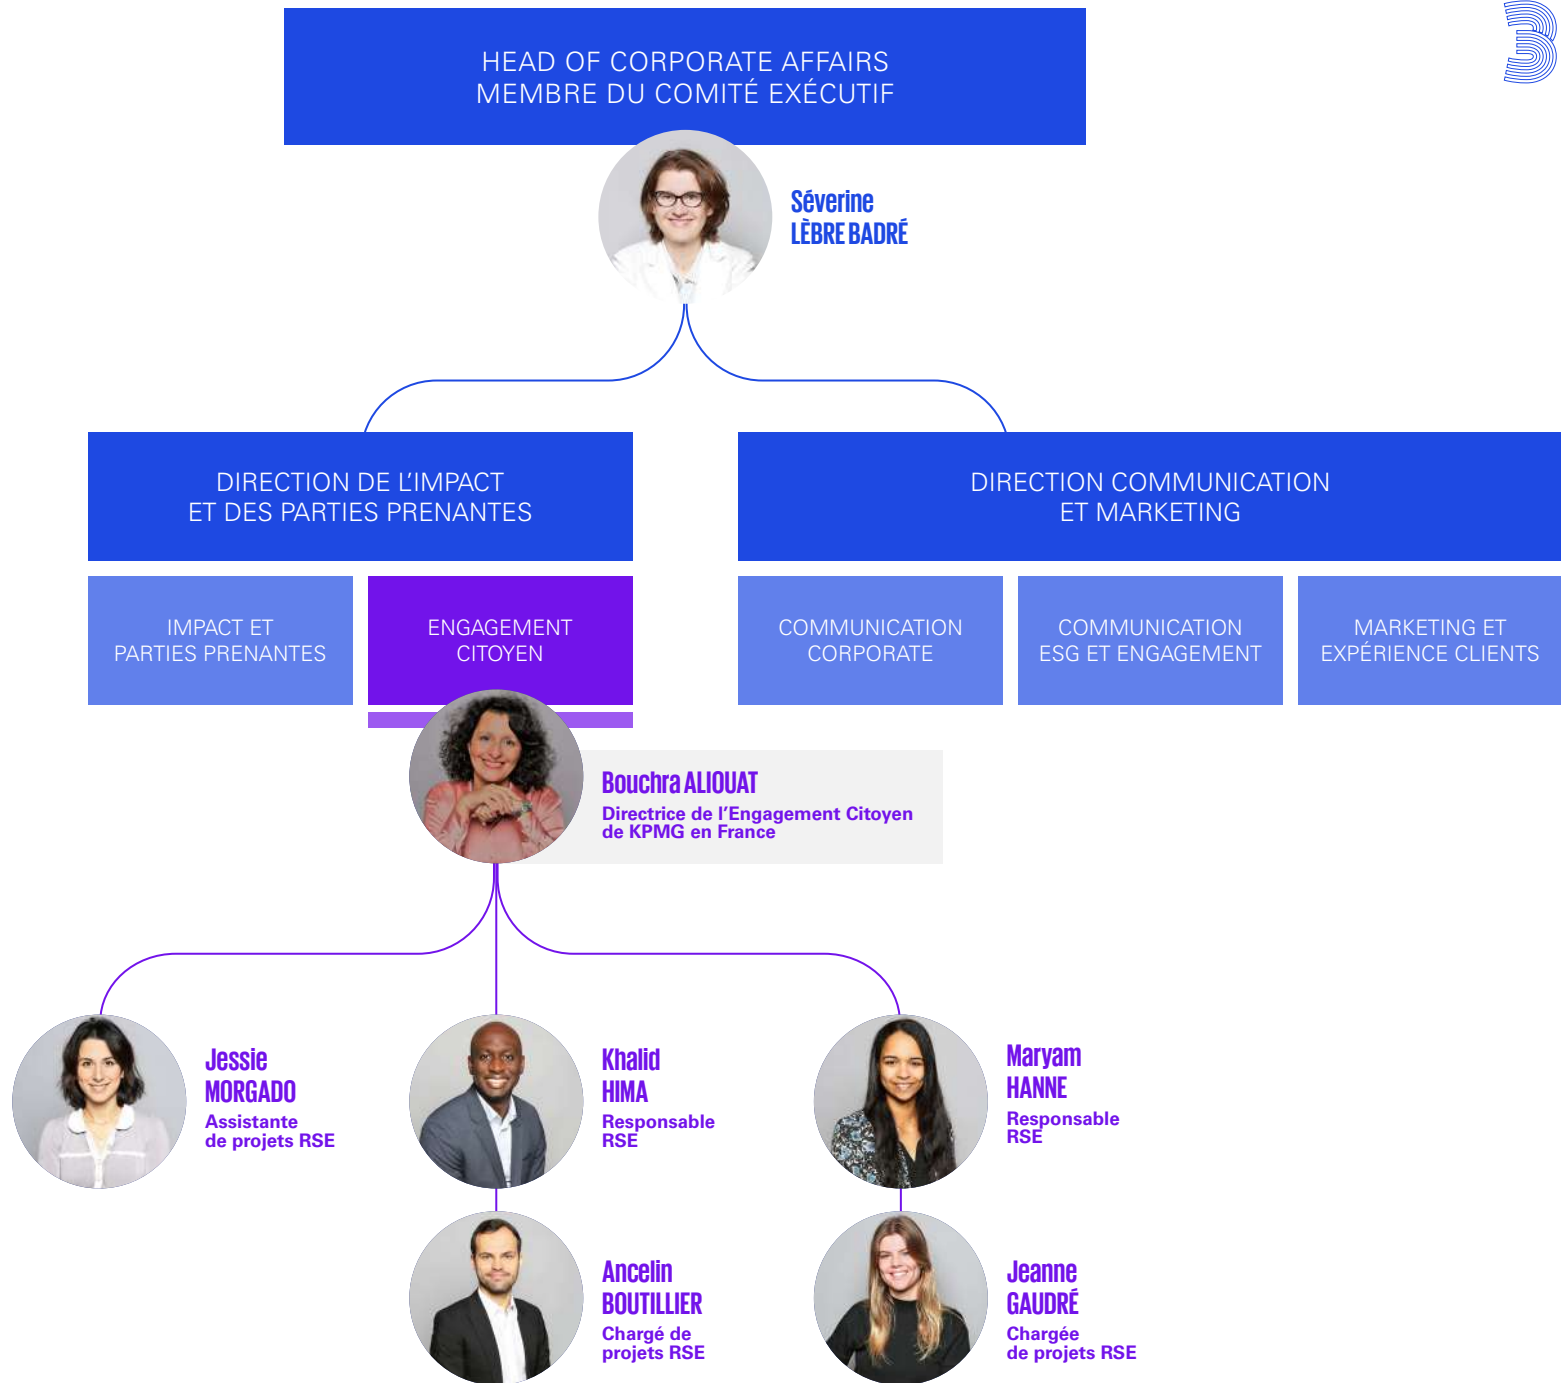 3
HEAD OF CORPORATE AFFAIRS
MEMBRE DU COMITÉ EXÉCUTIF
Séverine
LÈBRE BADRÉ
DIRECTION DE L’IMPACT
ET DES PARTIES PRENANTES
DIRECTION COMMUNICATION
ET MARKETING
IMPACT ET
PARTIES PRENANTES
ENGAGEMENT
CITOYEN
COMMUNICATION
CORPORATE
COMMUNICATION
ESG ET ENGAGEMENT
MARKETING ET
EXPÉRIENCE CLIENTS
Bouchra ALIOUAT
Directrice de l’Engagement Citoyen
de KPMG en France
Jessie
MORGADO
Assistante
de projets RSE
Khalid
HIMA
Responsable
RSE
Maryam
HANNE
Responsable
RSE
Ancelin
BOUTILLIER
Chargé de
projets RSE
Jeanne
GAUDRÉ
Chargée
de projets RSE